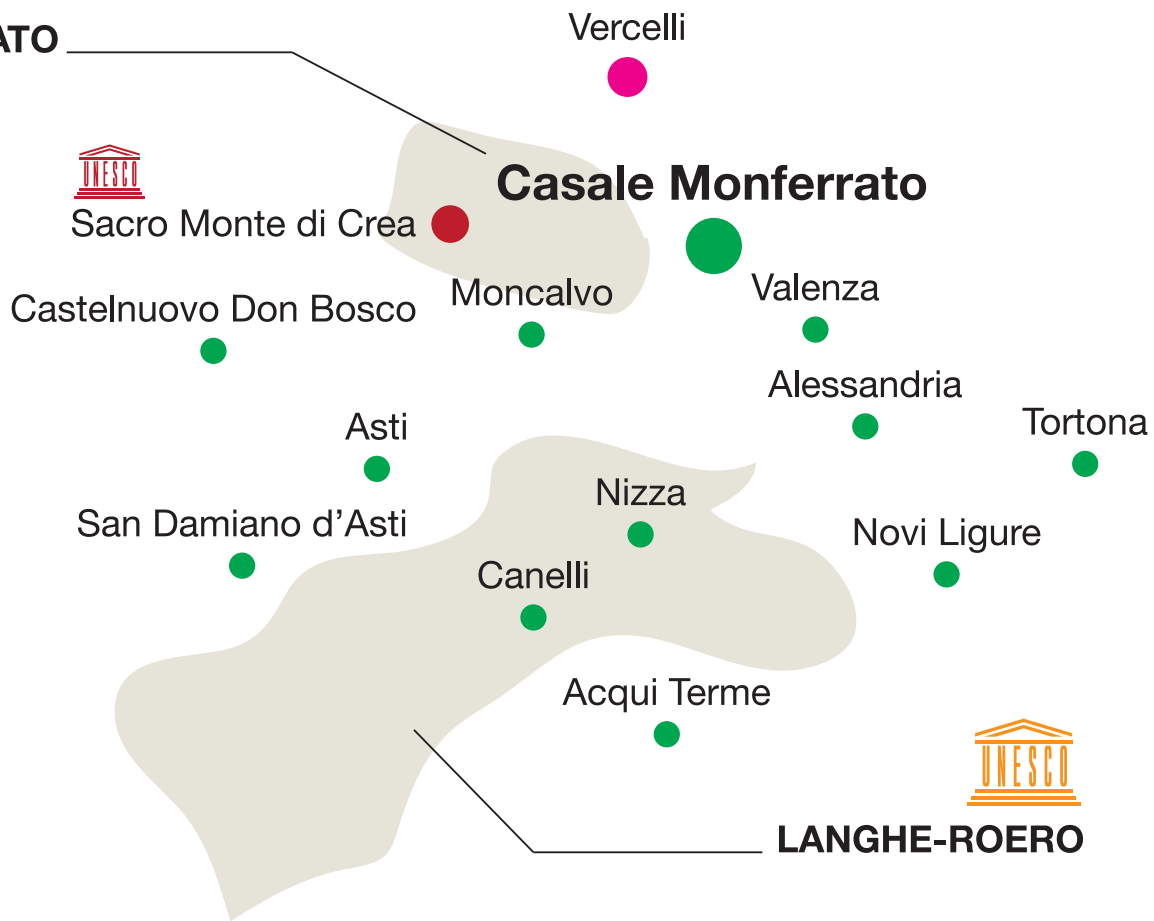 Vercelli
ATO
UNESCO
Casale Monferrato
Sacro Monte di Crea
Moncalvo
Valenza
Castelnuovo Don Bosco
Alessandria
Asti
Tortona
Nizza
San Damiano d’Asti
Novi Ligure
Canelli
Acqui Terme
UNESCO
LANGHE-ROERO